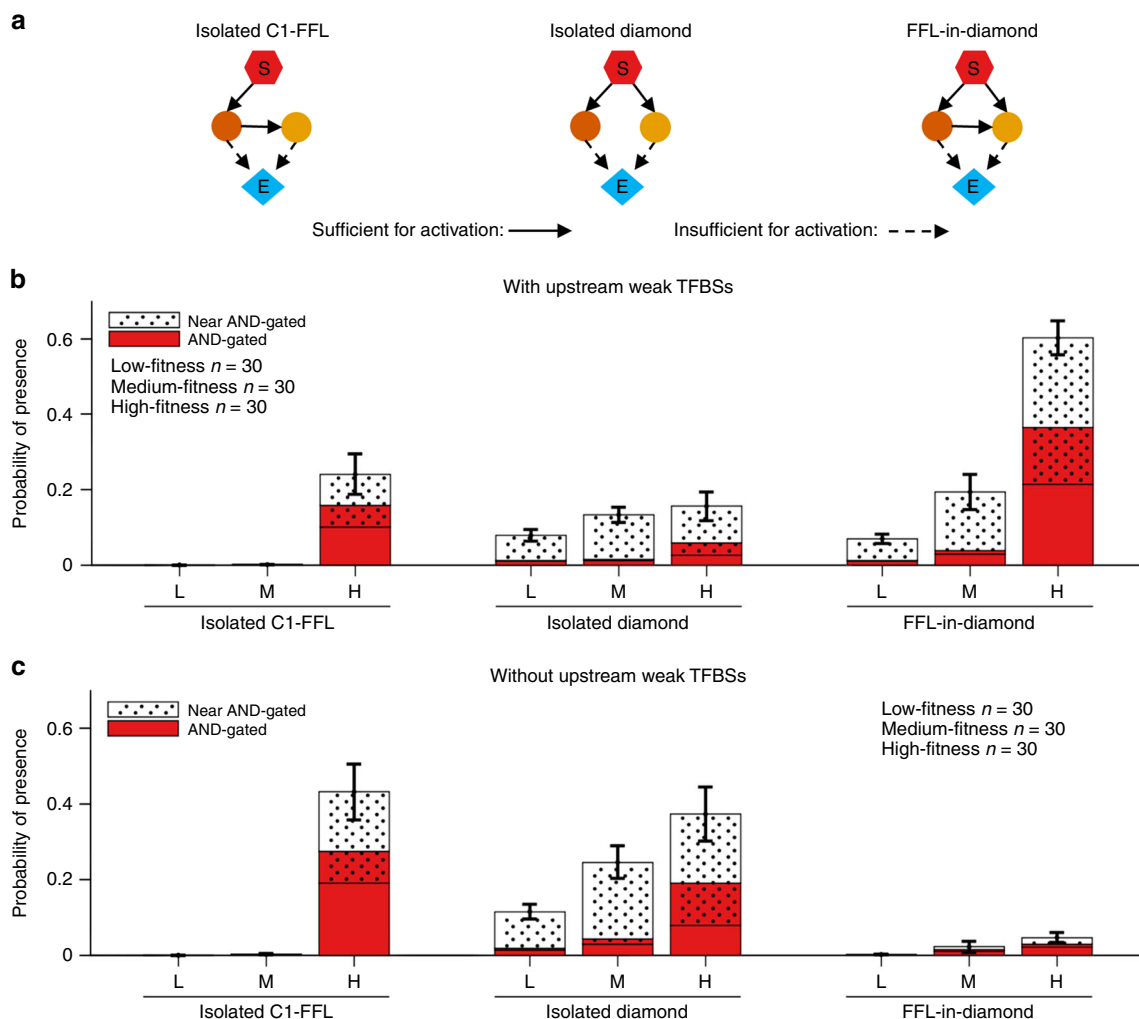 a
Isolated C1-FFL
Isolated diamond
FFL-in-diamond
S
S
S
E
E
E
Sufficient for activation:
Insufficient for activation:
b
With upstream weak TFBSs
Probability of presence
0.6
0.4
0.2
0
Near AND-gated
AND-gated
Low-fitness n = 30
Medium-fitness n = 30
High-fitness n = 30
L M H L M H L M H
Isolated C1-FFL
Isolated diamond
FFL-in-diamond
c
Without upstream weak TFBSs
Probability of presence
0.6
0.4
0.2
0
Near AND-gated
AND-gated
Low-fitness n = 30
Medium-fitness n = 30
High-fitness n = 30
L M H L M H L M H
Isolated C1-FFL
Isolated diamond
FFL-in-diamond